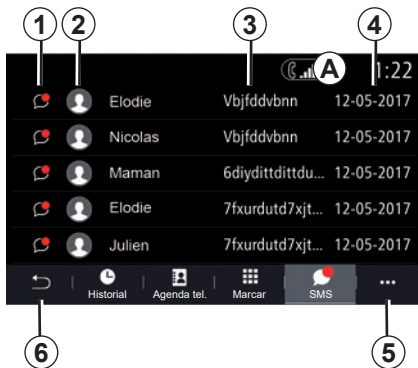 1 2 3 4
A 1:22
Elodie Vbjfddvbnn 12-05-2017
Nicolas Vbjfddvbnn 12-05-2017
Maman 6diydittdittdu... 12-05-2017
Elodie 7fxurdutd7xjt... 12-05-2017
Julien 7fxurdutd7xjt... 12-05-2017
Historial Agenda tel. Marcar SMS ...
6 5